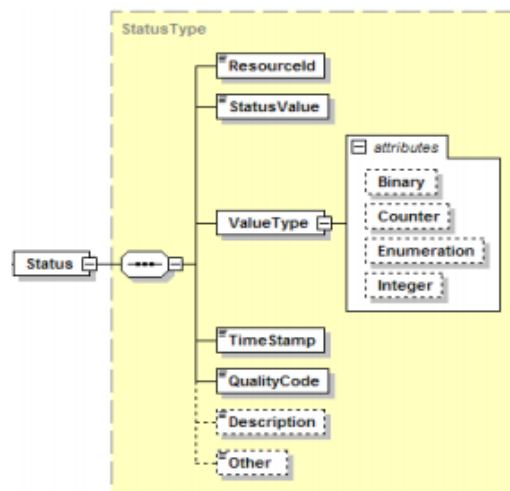 StatusType
ResourceId
StatusValue
attributes
Binary
ValueType
Counter
Enumeration
Status
Integer
TimeStamp
QualityCode
Description
Other